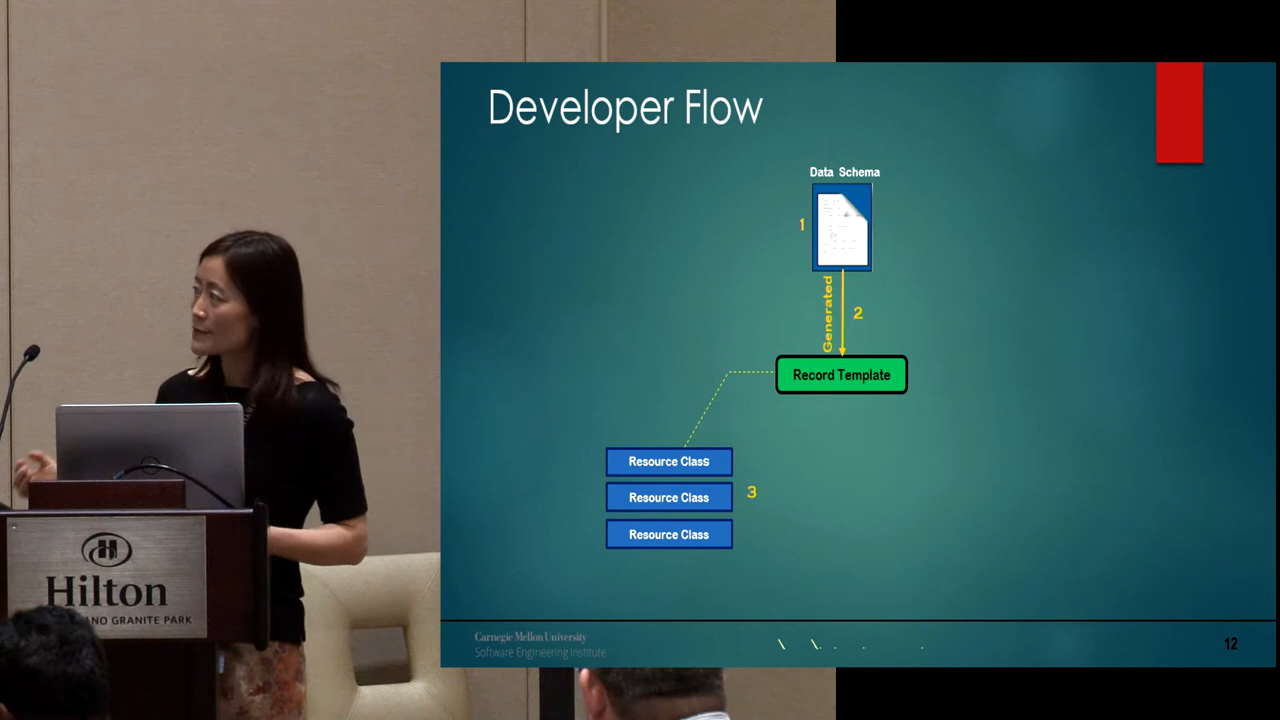 Developer Flow
Data Schema
1
Generated
2
Record Template
Resource Class
Resource Class
3
Resource Class
Hilton
ANO GRANITE PARK
Carnegie Mellon University
Software Engineering Institute
12